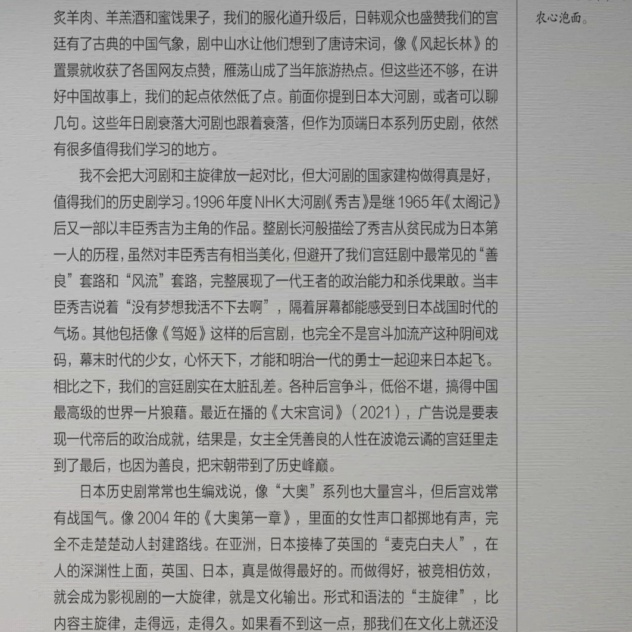 炙羊肉、羊羔酒和蜜饯果子，我们的服化道升级后，日韩观众也盛赞我们的宫
廷有了古典的中国气象，剧中山水让他们想到了唐诗宋词，像《风起长林》的
置景就收获了各国网友点赞，雁荡山成了当年旅游热点。但这些还不够，在讲
好中国故事上，我们的起点依然低了点。前面你提到日本大河剧，或者可以聊
几句。这些年日剧衰落大河剧也跟着衰落，但作为顶端日本系列历史剧，依然
有很多值得我们学习的地方。
我不会把大河剧和主旋律放一起对比，但大河剧的国家建构做得真是好，
值得我们的历史剧学习。1996年度NHK大河剧《秀吉》是继1965年《太阁记》
后又一部以丰臣秀吉为主角的作品。整剧长河般描绘了秀吉从贫民成为日本第
一人的历程，虽然对丰臣秀吉有相当美化，但避开了我们宫廷剧中最常见的“善
良”套路和“风流”套路，完整展现了一代王者的政治能力和杀伐果敢。当丰
臣秀吉说着“没有梦想我活不下去啊”，隔着屏幕都能感受到日本战国时代的
气场。其他包括像《笃姬》这样的后宫剧，也完全不是宫斗加流产这种阴间戏
码，幕末时代的少女，心怀天下，才能和明治一代的勇士一起迎来日本起飞。
相比之下，我们的宫廷剧实在太脏乱差。各种后宫争斗，低俗不堪，搞得中国
最高级的世界一片狼藉。最近在播的《大宋宫词》（2021），广告说是要表
现一代帝后的政治成就，结果是，女主全凭善良的人性在波诡云谲的宫廷里走
到了最后，也因为善良，把宋朝带到了历史峰巅。
日本历史剧常常也生编戏说，像“大奥”系列也大量宫斗，但后宫戏常
有战国气。像2004年的《大奥第一章》，里面的女性声口都掷地有声，完
全不走楚楚动人封建路线。在亚洲，日本接棒了英国的“麦克白夫人”，在
人的深渊性上面，英国、日本，真是做得最好的。而做得好，被竞相仿效，
就会成为影视剧的一大旋律，就是文化输出。形式和语法的“主旋律”，比
内容主旋律，走得远，走得久。如果看不到这一点，那我们在文化上就还没
农心泡面。